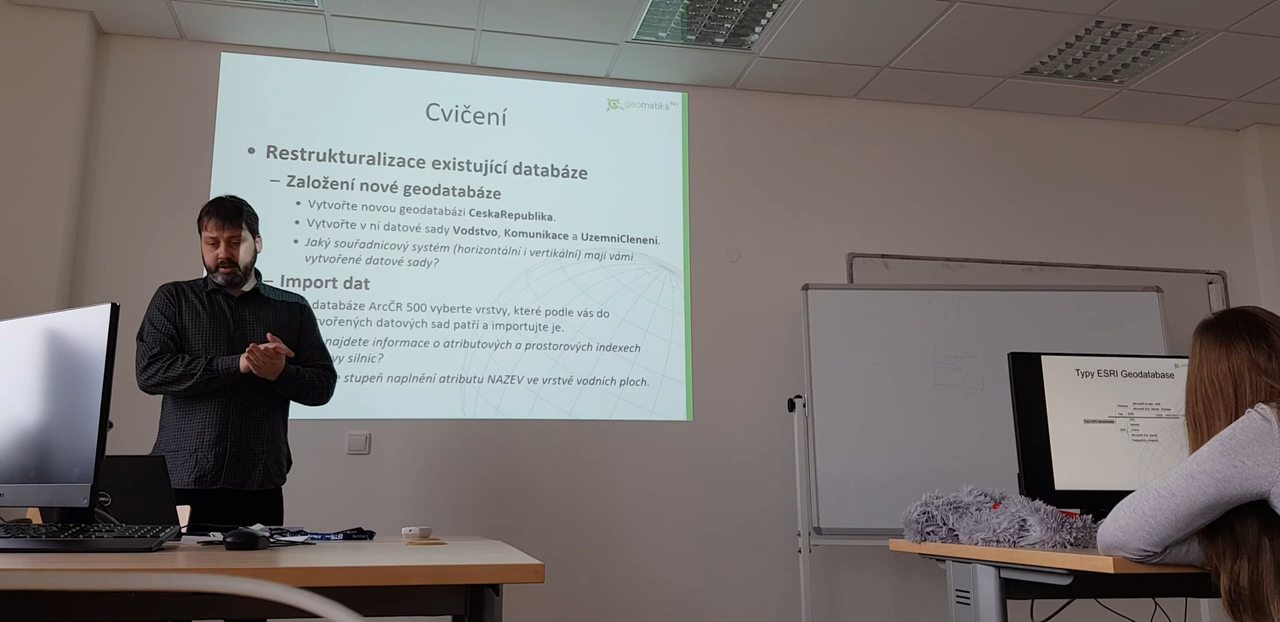 Cvičení
geomatika
• Restrukturalizace existující databáze
– Založení nové geodatabáze
• Vytvořte novou geodatabázi CeskaRepublika.
• Vytvořte v ní datové sady Vodstvo, Komunikace a UzemniCleneni.
• Jaký souřadnicový systém (horizontální i vertikální) mají vámi
vytvořené datové sady?
– Import dat
databáze ArcČR 500 vyberte vrstvy, které podle vás do
tvořených datových sad patří a importujte je.
najdete informace o atributových a prostorových indexech
vy silnic?
stupeň naplnění atributu NAZEV ve vrstvě vodních ploch.
Typy ESRI Geodatabase
DELL